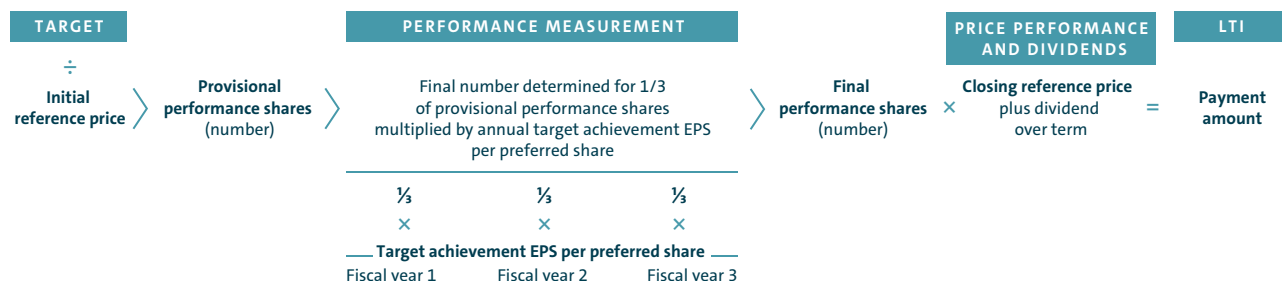 TARGET
÷
Initial
reference price
Provisional
performance shares
(number)
PERFORMANCE MEASUREMENT
Final number determined for 1/3
of provisional performance shares
multiplied by annual target achievement EPS
per preferred share
⅓ ⅓ ⅓
× × ×
Target achievement EPS per preferred share
Fiscal year 1 Fiscal year 2 Fiscal year 3
Final
performance shares
(number)
×
PRICE PERFORMANCE
AND DIVIDENDS
Closing reference price
plus dividend
over term
=
LTI
Payment
amount